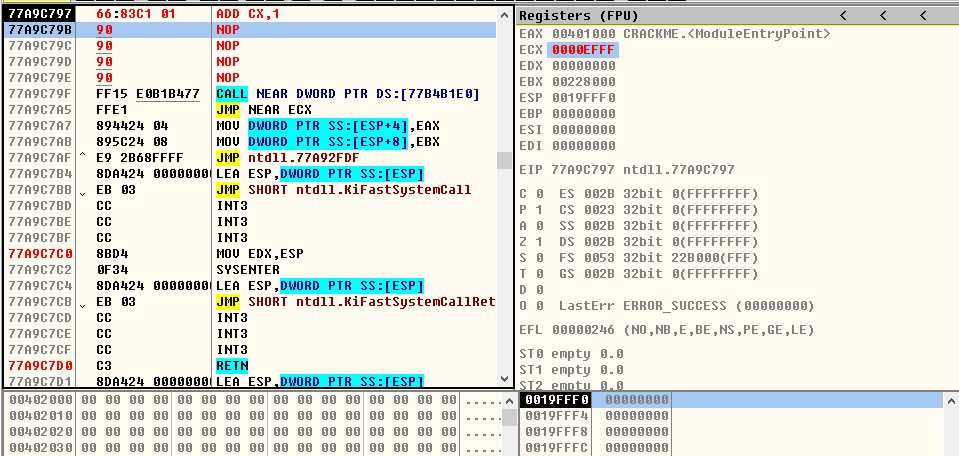 77A9C797 66:83C1 01 ADD CX,1
77A9C79B 90 NOP
77A9C79C 90 NOP
77A9C79D 90 NOP
77A9C79E 90 NOP
77A9C79F FF15 E0B1B477 CALL NEAR DWORD PTR DS:[77B4B1E0]
77A9C7A5 FFE1 JMP NEAR ECX
77A9C7A7 894424 04 MOV DWORD PTR SS:[ESP+4],EAX
77A9C7AB 895C24 08 MOV DWORD PTR SS:[ESP+8],EBX
77A9C7AF ^ E9 2B68FFFF JMP ntdll.77A92FDF
77A9C7B4 8DA424 00000000 LEA ESP,DWORD PTR SS:[ESP]
77A9C7BB EB 03 JMP SHORT ntdll.KiFastSystemCall
77A9C7BD CC INT3
77A9C7BE CC INT3
77A9C7BF CC INT3
77A9C7C0 8BD4 MOV EDX,ESP
77A9C7C2 0F34 SYSENTER
77A9C7C4 8DA424 00000000 LEA ESP,DWORD PTR SS:[ESP]
77A9C7CB EB 03 JMP SHORT ntdll.KiFastSystemCallRet
77A9C7CD CC INT3
77A9C7CE CC INT3
77A9C7CF CC INT3
77A9C7D0 C3 RETN
77A9C7D1 8DA424 00000000 LEA ESP,DWORD PTR SS:[ESP]
Registers (FPU) < < <
EAX 00401000 CRACKME.<ModuleEntryPoint>
ECX 0000EFFF
EDX 00000000
EBX 00228000
ESP 0019FFF0
EBP 00000000
ESI 00000000
EDI 00000000
EIP 77A9C797 ntdll.77A9C797
C 0 ES 002B 32bit 0(FFFFFFFF)
P 1 CS 0023 32bit 0(FFFFFFFF)
A 0 SS 002B 32bit 0(FFFFFFFF)
Z 1 DS 002B 32bit 0(FFFFFFFF)
S 0 FS 0053 32bit 22B000(FFF)
T 0 GS 002B 32bit 0(FFFFFFFF)
D 0
O 0 LastErr ERROR_SUCCESS (00000000)
EFL 00000246 (NO,NB,E,BE,NS,PE,GE,LE)
ST0 empty 0.0
ST1 empty 0.0
ST2 empty 0.0
00402000 00 00 00 00 00 00 00 00 00 00 00 00 00 00 00 00 .....
00402010 00 00 00 00 00 00 00 00 00 00 00 00 00 00 00 00 .....
00402020 00 00 00 00 00 00 00 00 00 00 00 00 00 00 00 00 .....
00402030 00 00 00 00 00 00 00 00 00 00 00 00 00 00 00 00 .....
0019FFF0 00000000
0019FFF4 00000000
0019FFF8 00000000
0019FFFC 00000000